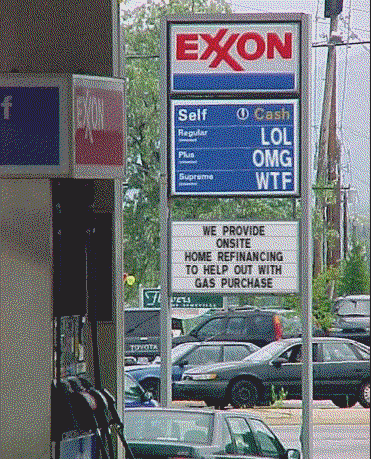 EXXON
Self Cash
Regular LOL
Plus OMG
Supreme WTF
WE PROVIDE
ONSITE
HOME REFINANCING
TO HELP OUT WITH
GAS PURCHASE
f
EXXON
TOYOTA